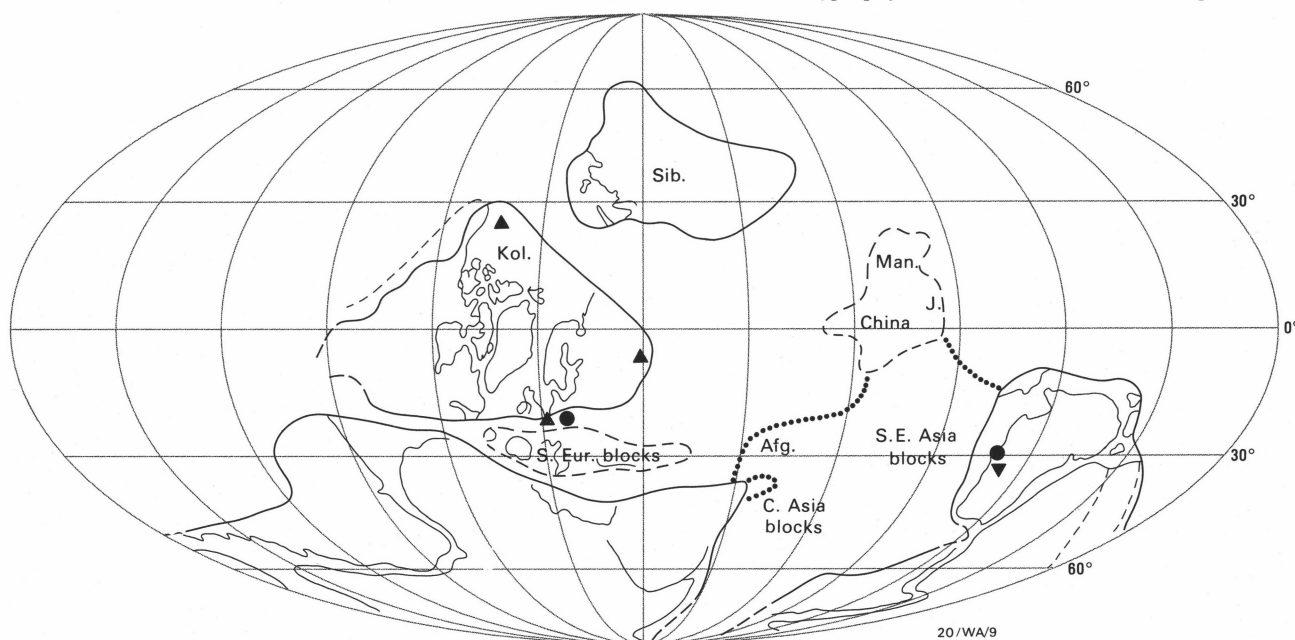 60°
Sib.
30°
Kol.
Man.
J.
China
0°
S.E. Asia
blocks
Afg.
S. Eur. blocks
30°
C. Asia
blocks
60°
20/WA/9